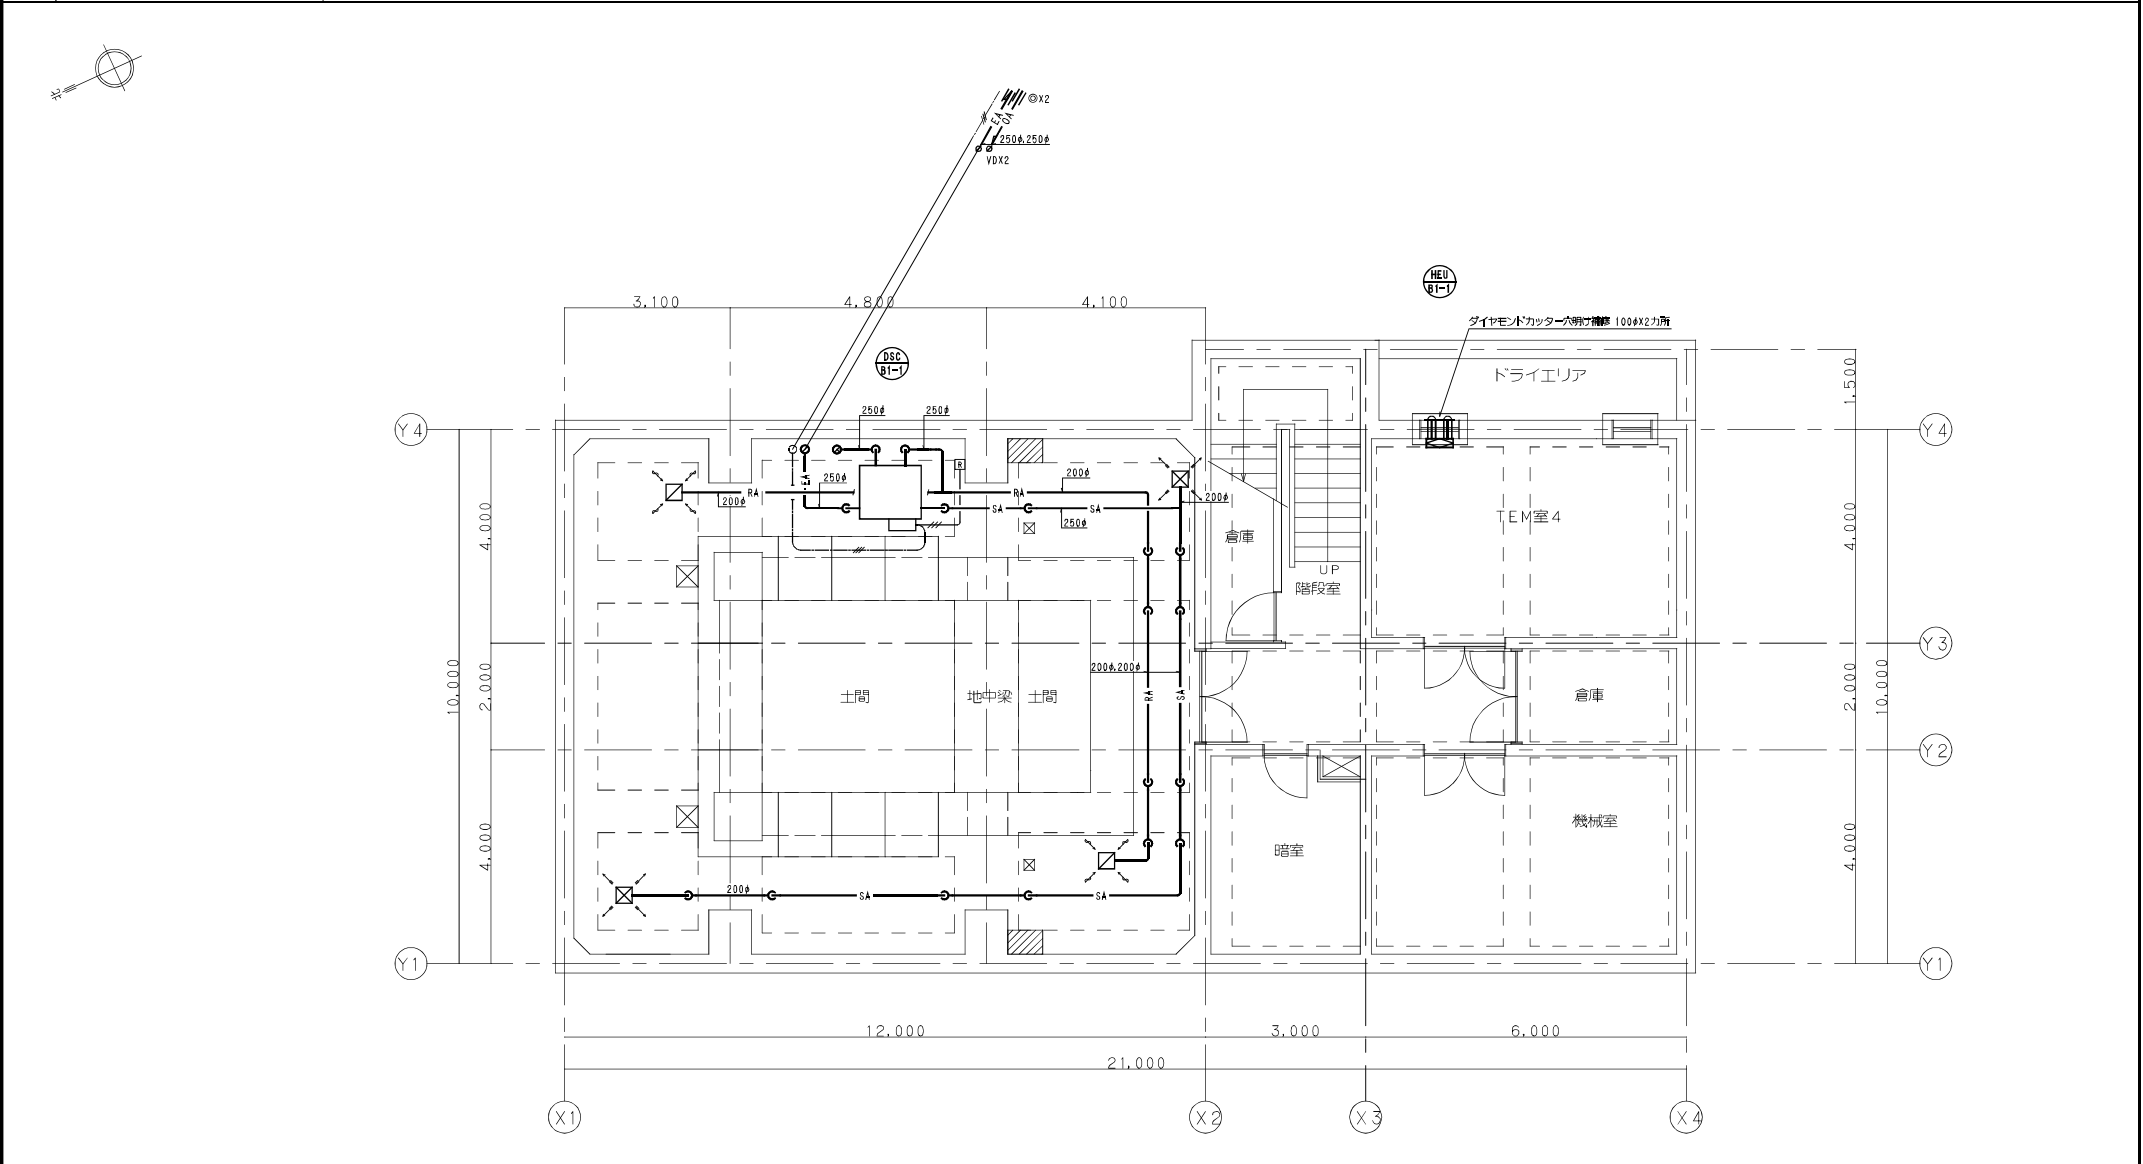 北
◎X2
EA
OA
250φ,250φ
VDX2
HEU
B1-1
ダイヤモンドカッター穴明け補修 100φX2カ所
3,100
4,800
4,100
DSC
B1-1
ドライエリア
1,500
250φ
250φ
Y4
Y4
R
EA
250φ
RA
200φ
RA
200φ
200φ
SA
SA
250φ
4,000
倉庫
TEM室4
4,000
UP
階段室
Y3
200φ,200φ
10,000
2,000
土間
地中梁
土間
RA
SA
倉庫
2,000
10,000
Y2
機械室
4,000
暗室
4,000
200φ
SA
SA
Y1
Y1
12,000
3,000
6,000
21,000
X1
X2
X3
X4